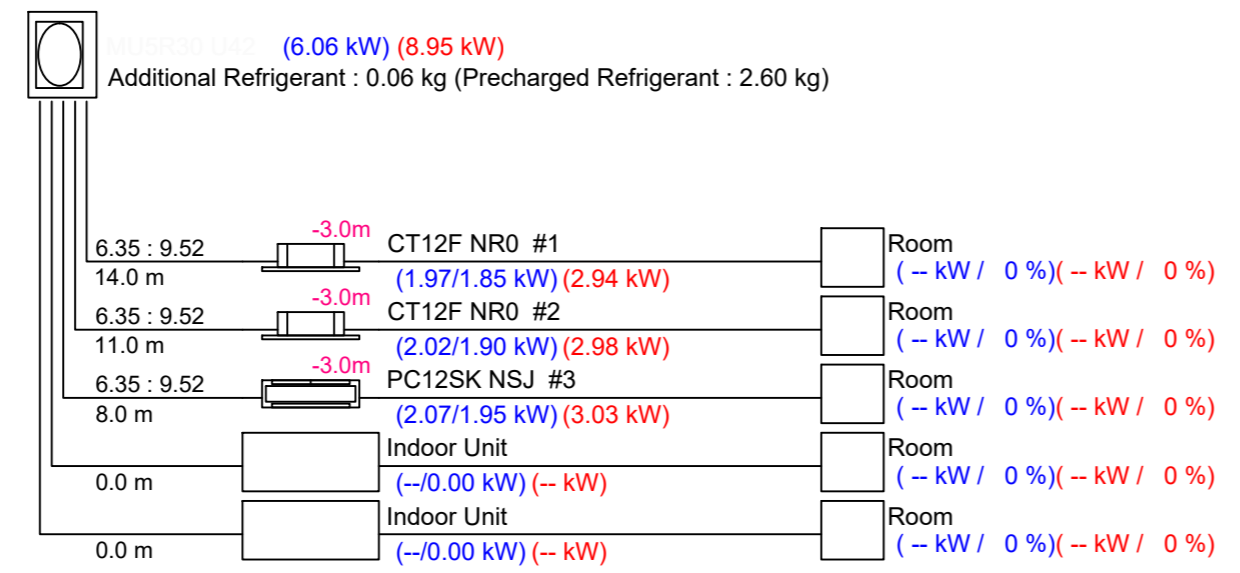 MU5R30 U42 (6.06 kW) (8.95 kW)
Additional Refrigerant : 0.06 kg (Precharged Refrigerant : 2.60 kg)
-3.0m CT12F NR0 #1 Room
6.35 : 9.52
14.0 m (1.97/1.85 kW) (2.94 kW) ( -- kW / 0 %)( -- kW / 0 %)
-3.0m CT12F NR0 #2 Room
6.35 : 9.52
11.0 m (2.02/1.90 kW) (2.98 kW) ( -- kW / 0 %)( -- kW / 0 %)
-3.0m PC12SK NSJ #3 Room
6.35 : 9.52
8.0 m (2.07/1.95 kW) (3.03 kW) ( -- kW / 0 %)( -- kW / 0 %)
Indoor Unit Room
0.0 m (--/0.00 kW) (-- kW) ( -- kW / 0 %)( -- kW / 0 %)
Indoor Unit Room
0.0 m (--/0.00 kW) (-- kW) ( -- kW / 0 %)( -- kW / 0 %)